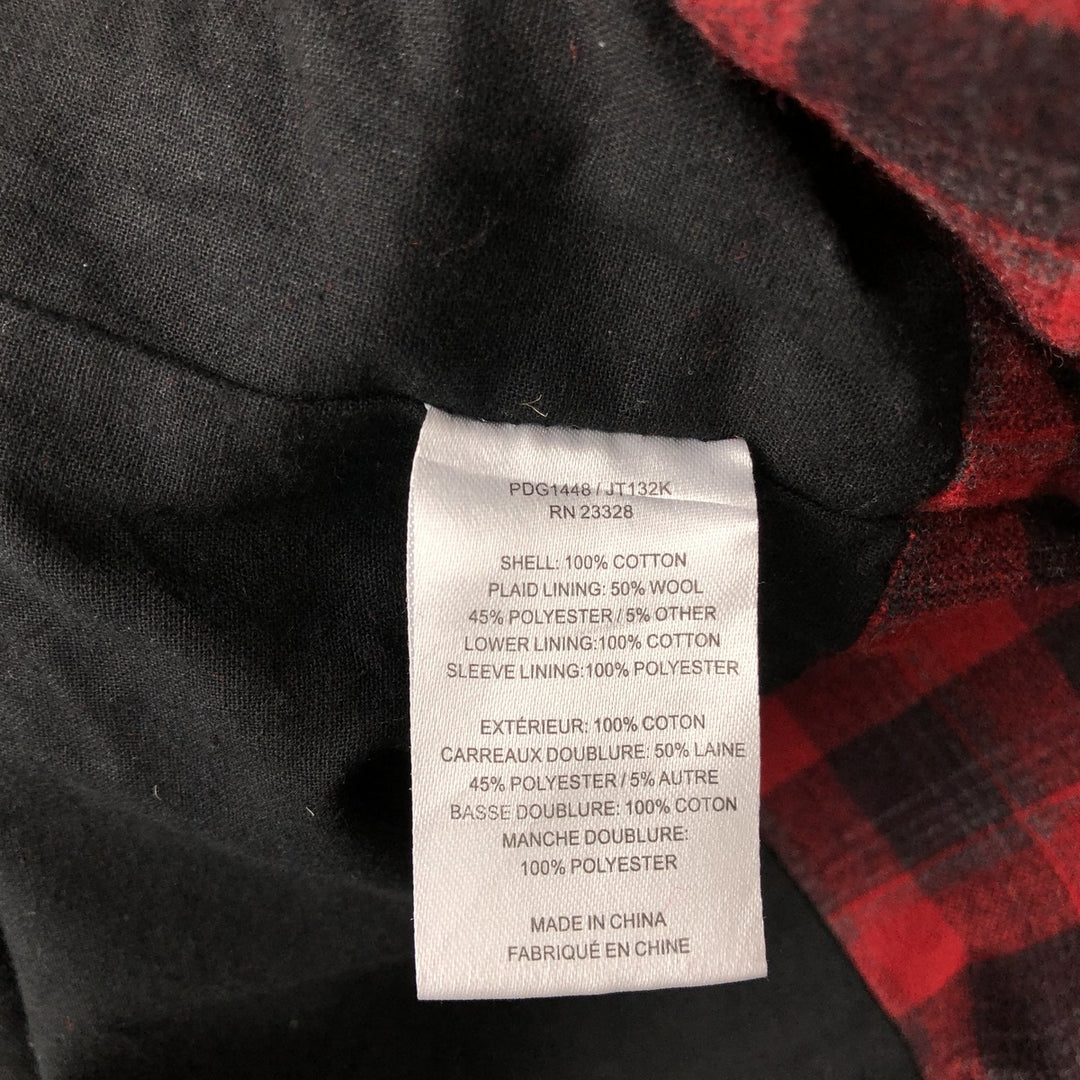 PDG1448 / JT132K
RN 23328
SHELL: 100% COTTON
PLAID LINING: 50% WOOL
45% POLYESTER / 5% OTHER
LOWER LINING:100% COTTON
SLEEVE LINING:100% POLYESTER
EXTÉRIEUR: 100% COTON
CARREAUX DOUBLURE: 50% LAINE
45% POLYESTER / 5% AUTRE
BASSE DOUBLURE: 100% COTON
MANCHE DOUBLURE:
100% POLYESTER
MADE IN CHINA
FABRIQUÉ EN CHINE